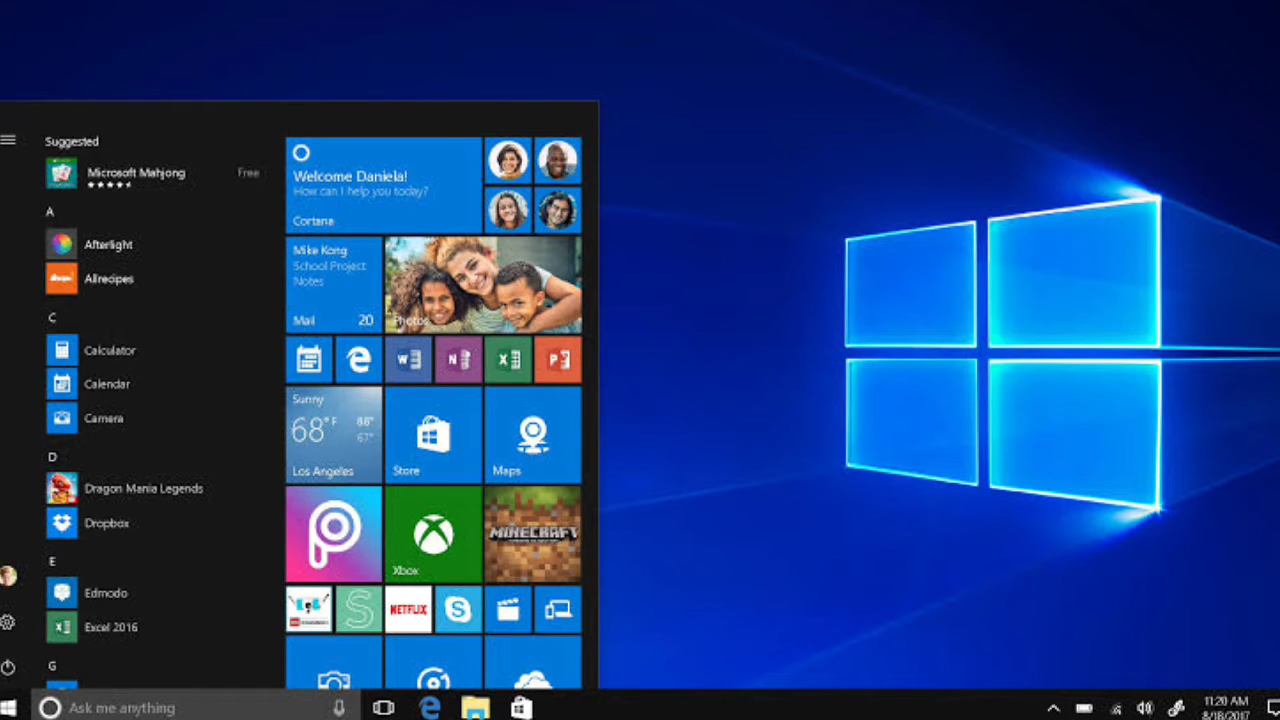 Suggested
Microsoft Mahjong
Free
A
Afterlight
Allrecipes
C
Calculator
Calendar
Camera
D
Dragon Mania Legends
Dropbox
E
Edmodo
Excel 2016
G
Welcome Daniela!
How can I help you today?
Cortana
Mike Kong
School Project
Notes
Mail 20
Photos
W N X P
Sunny
68°F 88°
67°
Los Angeles
Store
Maps
Xbox
MINECRAFT
NETFLIX
Ask me anything
11:20 AM
8/18/2017